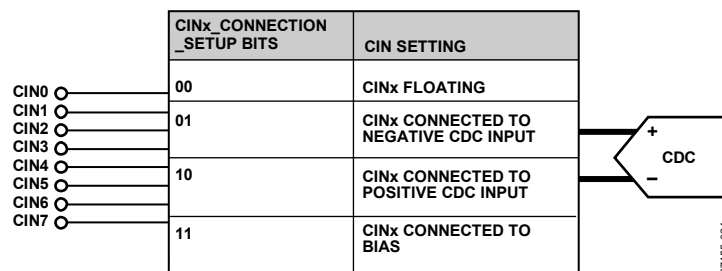 CINx_CONNECTION
_SETUP BITS
CIN SETTING
CIN0
CIN1
CIN2
CIN3
CIN4
CIN5
CIN6
CIN7
00
CINx FLOATING
01
CINx CONNECTED TO
NEGATIVE CDC INPUT
10
CINx CONNECTED TO
POSITIVE CDC INPUT
11
CINx CONNECTED TO
BIAS
+
CDC
–